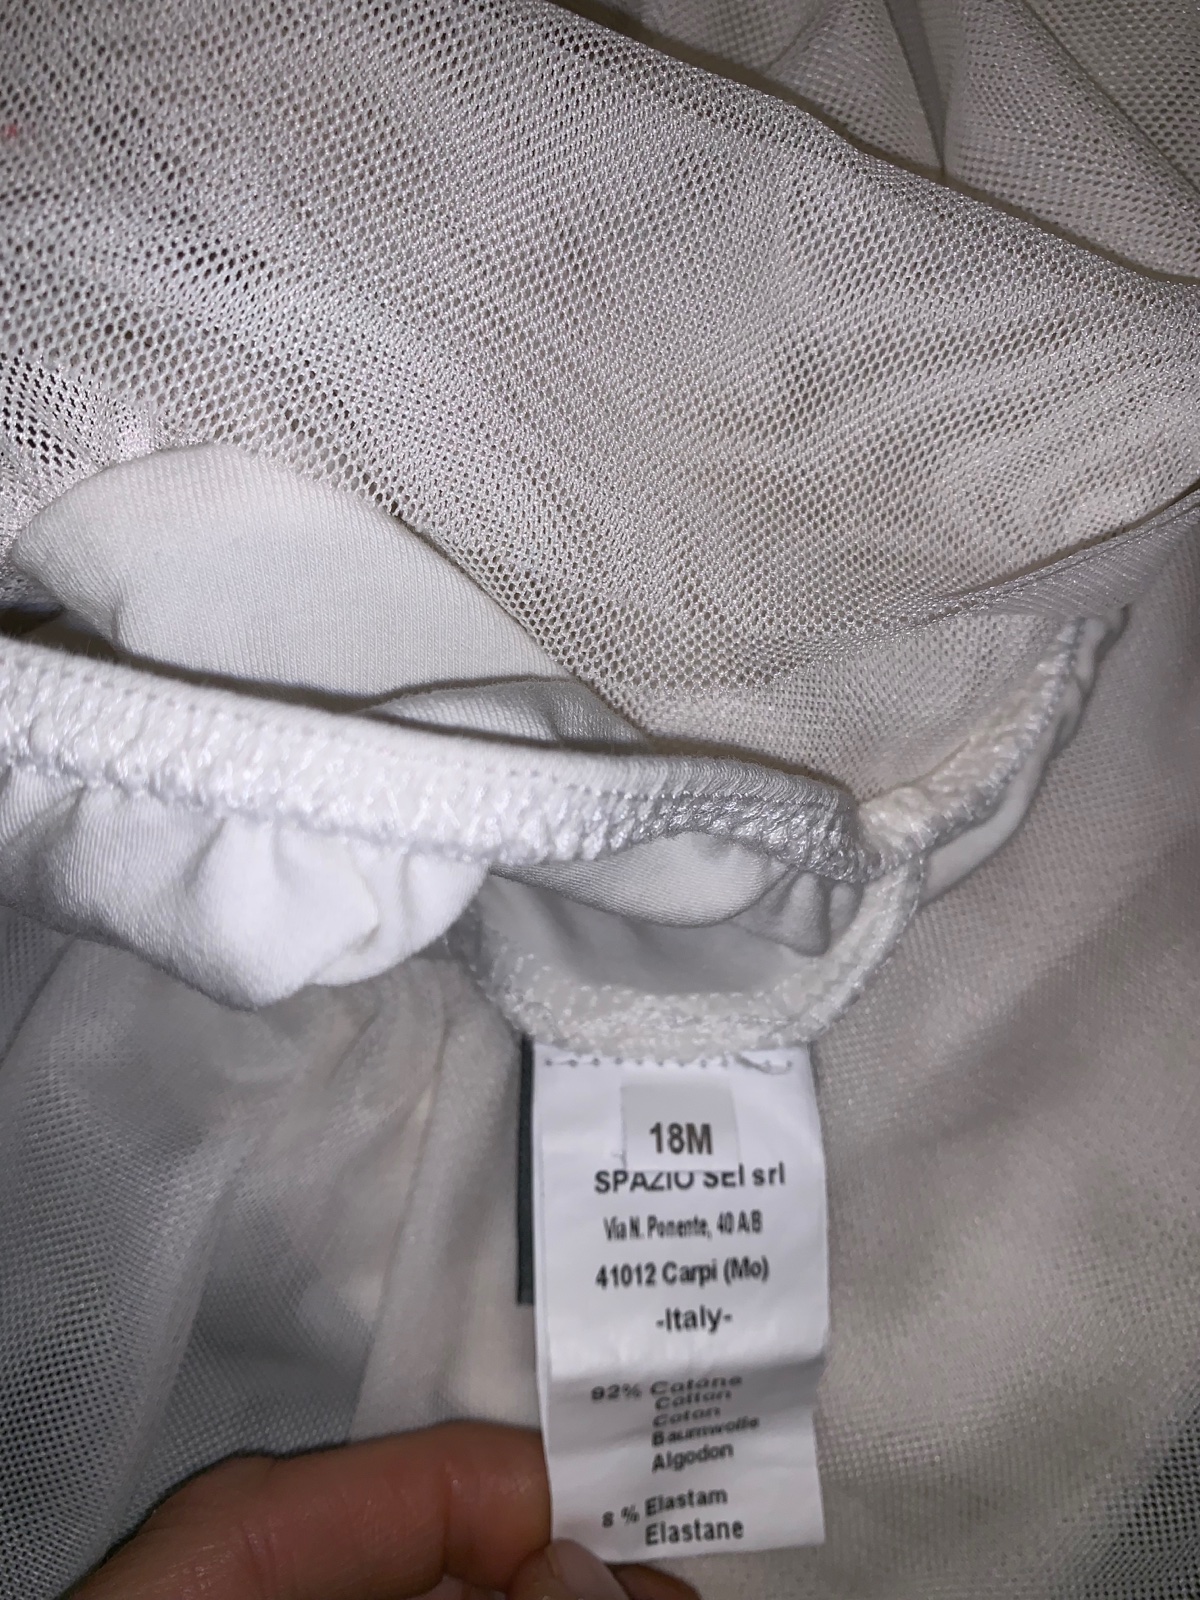 18M
SPAZIO SEI srl
Via N. Ponente, 40 A/B
41012 Carpi (Mo)
-Italy-
92% Cotone
Cotton
Coton
Baumwolle
Algodon
8 % Elastam
Elastane